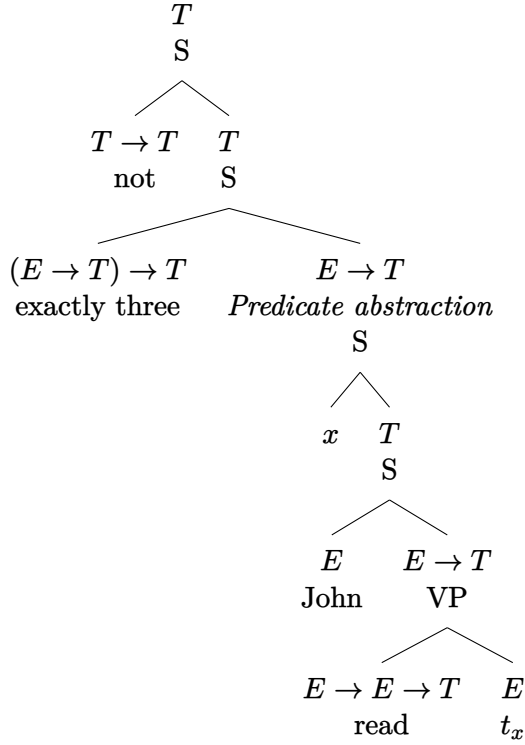 T
S
T → T T
not S
(E → T) → T E → T
exactly three Predicate abstraction
S
x T
S
E E → T
John VP
E → E → T E
read t_x